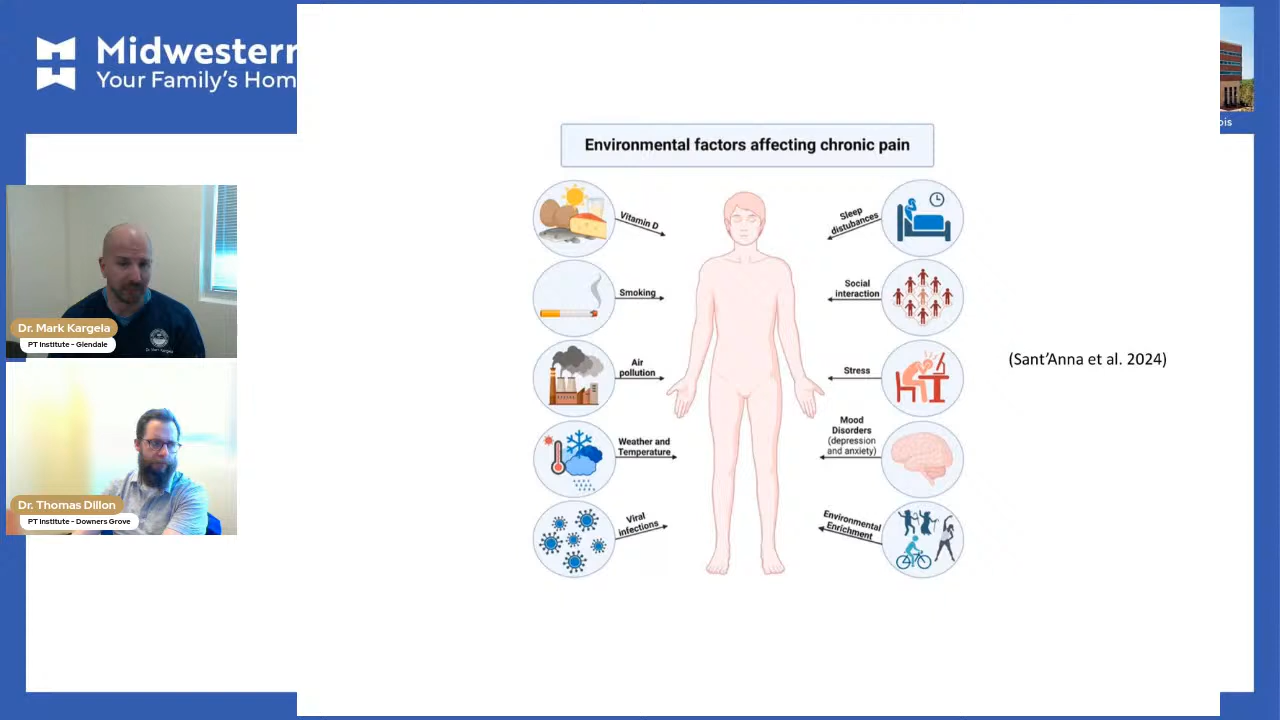 Midwestern
Your Family's Hom
ois
Environmental factors affecting chronic pain
Vitamin D
Smoking
Air
pollution
Weather and
Temperature
Viral
infections
Sleep
distubances
Social
interaction
Stress
Mood
Disorders
(depression
and anxiety)
Environmental
Enrichment
(Sant'Anna et al. 2024)
Dr. Mark Kargela
PT Institute - Glendale
Dr. Thomas Dillon
PT Institute - Downers Grove